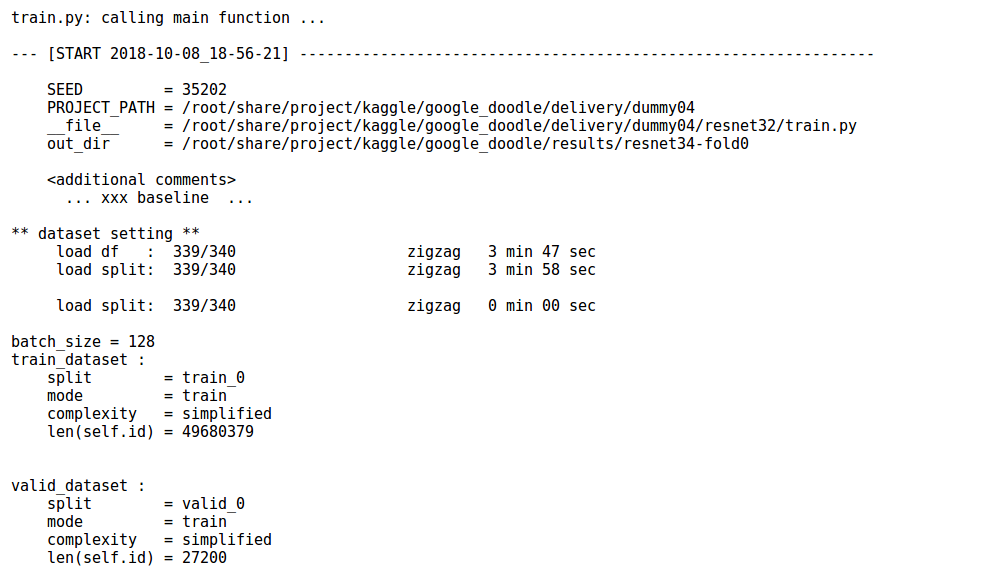 train.py: calling main function ...
--- [START 2018-10-08_18-56-21] ----------------------------------------------------------------
SEED         = 35202
PROJECT_PATH = /root/share/project/kaggle/google_doodle/delivery/dummy04
__file__     = /root/share/project/kaggle/google_doodle/delivery/dummy04/resnet32/train.py
out_dir      = /root/share/project/kaggle/google_doodle/results/resnet34-fold0
<additional comments>
... xxx baseline  ...
** dataset setting **
load df   :  339/340                   zigzag   3 min 47 sec
load split:  339/340                   zigzag   3 min 58 sec
load split:  339/340                   zigzag   0 min 00 sec
batch_size = 128
train_dataset :
split        = train_0
mode         = train
complexity   = simplified
len(self.id) = 49680379
valid_dataset :
split        = valid_0
mode         = train
complexity   = simplified
len(self.id) = 27200